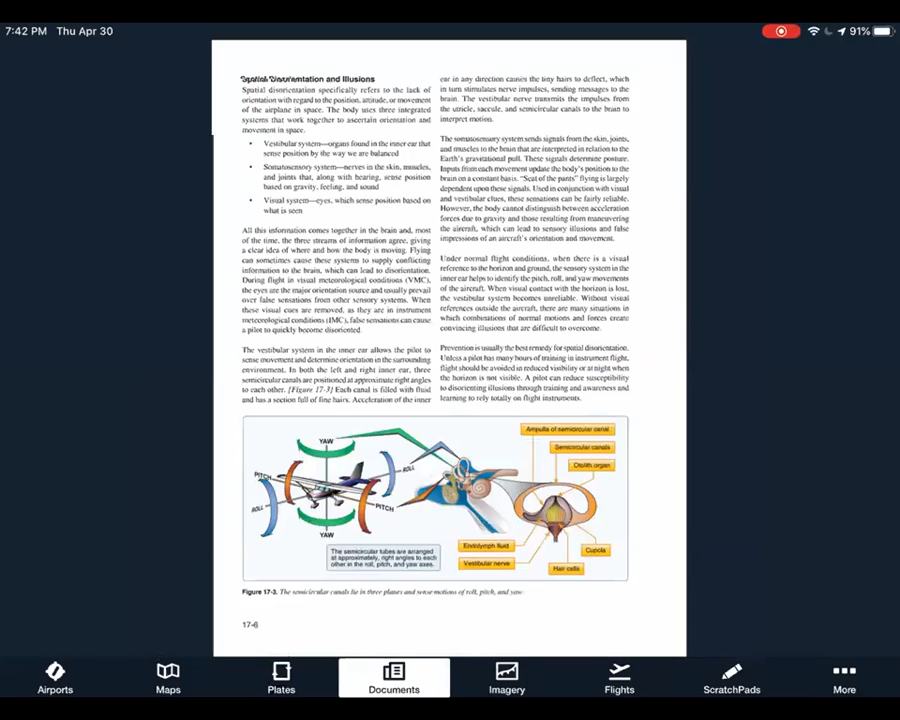 7:42 PM Thu Apr 30
91%
Spatial Disorientation and Illusions
Spatial disorientation specifically refers to the lack of
orientation with regard to the position, attitude, or movement
of the airplane in space. The body uses three integrated
systems that work together to ascertain orientation and
movement in space.
• Vestibular system—organs found in the inner ear that
sense position by the way we are balanced
• Somatosensory system—nerves in the skin, muscles,
and joints that, along with hearing, sense position
based on gravity, feeling, and sound
• Visual system—eyes, which sense position based on
what is seen
All this information comes together in the brain and, most
of the time, the three streams of information agree, giving
a clear idea of where and how the body is moving. Flying
can sometimes cause these systems to supply conflicting
information to the brain, which can lead to disorientation.
During flight in visual meteorological conditions (VMC),
the eyes are the major orientation source and usually prevail
over false sensations from other sensory systems. When
these visual cues are removed, as they are in instrument
meteorological conditions (IMC), false sensations can cause
a pilot to quickly become disoriented.
The vestibular system in the inner ear allows the pilot to
sense movement and determine orientation in the surrounding
environment. In both the left and right inner ear, three
semicircular canals are positioned at approximate right angles
to each other. [Figure 17-3] Each canal is filled with fluid
and has a section full of fine hairs. Acceleration of the inner
ear in any direction causes the tiny hairs to deflect, which
in turn stimulates nerve impulses, sending messages to the
brain. The vestibular nerve transmits the impulses from
the utricle, saccule, and semicircular canals to the brain to
interpret motion.
The somatosensory system sends signals from the skin, joints,
and muscles to the brain that are interpreted in relation to the
Earth's gravitational pull. These signals determine posture.
Inputs from each movement update the body's position to the
brain on a constant basis. "Seat of the pants" flying is largely
dependent upon these signals. Used in conjunction with visual
and vestibular clues, these sensations can be fairly reliable.
However, the body cannot distinguish between acceleration
forces due to gravity and those resulting from maneuvering
the aircraft, which can lead to sensory illusions and false
impressions of an aircraft's orientation and movement.
Under normal flight conditions, when there is a visual
reference to the horizon and ground, the sensory system in the
inner ear helps to identify the pitch, roll, and yaw movements
of the aircraft. When visual contact with the horizon is lost,
the vestibular system becomes unreliable. Without visual
references outside the aircraft, there are many situations in
which combinations of normal motions and forces create
convincing illusions that are difficult to overcome.
Prevention is usually the best remedy for spatial disorientation.
Unless a pilot has many hours of training in instrument flight,
flight should be avoided in reduced visibility or at night when
the horizon is not visible. A pilot can reduce susceptibility
to disorienting illusions through training and awareness and
learning to rely totally on flight instruments.
YAW
PITCH
ROLL
ROLL
PITCH
YAW
The semicircular tubes are arranged
at approximately, right angles to each
other in the roll, pitch, and yaw axes.
Ampulla of semicircular canal
Semicircular canals
Otolith organ
Endolymph fluid
Vestibular nerve
Cupola
Hair cells
Figure 17-3. The semicircular canals lie in three planes and sense motions of roll, pitch, and yaw
17-6
Airports
Maps
Plates
Documents
Imagery
Flights
ScratchPads
More